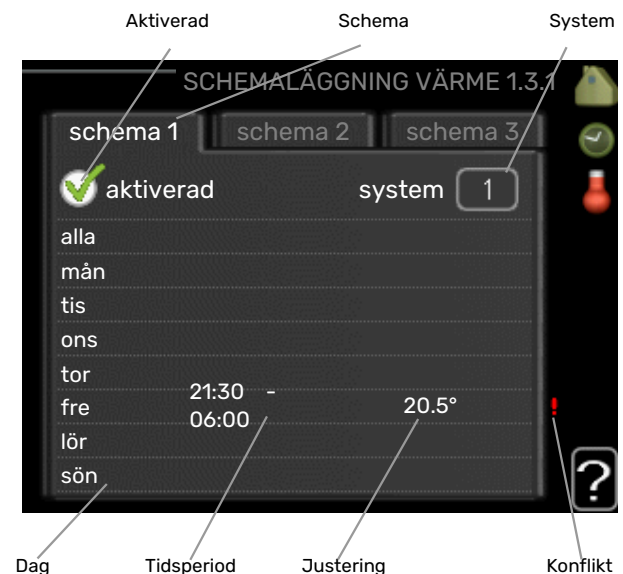 Aktiverad Schema System
SCHEMALÄGGNING VÄRME 1.3.1
schema 1 schema 2 schema 3
aktiverad system 1
alla
mån
tis
ons
tor
fre 21:30 - 20.5° !
06:00
lör
sön
?
Dag Tidsperiod Justering Konflikt